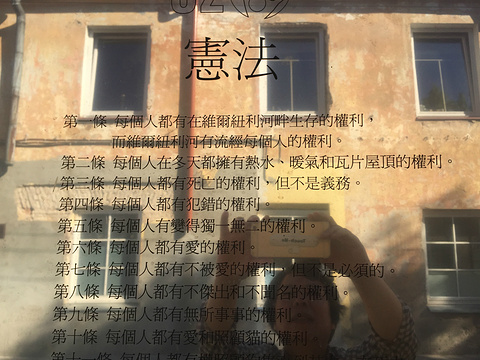 憲法
第一條 每個人都有在維爾紐利河畔生存的權利，
而維爾紐利河有流經每個人的權利。
第二條 每個人在冬天都擁有熱水、暖氣和瓦片屋頂的權利。
第三條 每個人都有死亡的權利，但不是義務。
第四條 每個人都有犯錯的權利。
第五條 每個人有變得獨一無二的權利。
第六條 每個人都有愛的權利。
第七條 每個人都有不被愛的權利，但不是必須的。
第八條 每個人都有不傑出和不聞名的權利。
第九條 每個人都有無所事事的權利。
第十條 每個人都有愛和照顧貓的權利。
第十一條 每個人都有